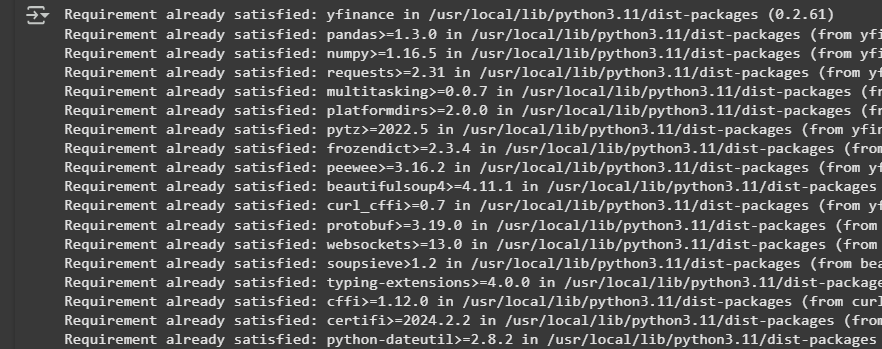 Requirement already satisfied: yfinance in /usr/local/lib/python3.11/dist-packages (0.2.61)
Requirement already satisfied: pandas>=1.3.0 in /usr/local/lib/python3.11/dist-packages (from yfi
Requirement already satisfied: numpy>=1.16.5 in /usr/local/lib/python3.11/dist-packages (from yfi
Requirement already satisfied: requests>=2.31 in /usr/local/lib/python3.11/dist-packages (from yf
Requirement already satisfied: multitasking>=0.0.7 in /usr/local/lib/python3.11/dist-packages (fr
Requirement already satisfied: platformdirs>=2.0.0 in /usr/local/lib/python3.11/dist-packages (fr
Requirement already satisfied: pytz>=2022.5 in /usr/local/lib/python3.11/dist-packages (from yfin
Requirement already satisfied: frozendict>=2.3.4 in /usr/local/lib/python3.11/dist-packages (from
Requirement already satisfied: peewee>=3.16.2 in /usr/local/lib/python3.11/dist-packages (from yf
Requirement already satisfied: beautifulsoup4>=4.11.1 in /usr/local/lib/python3.11/dist-packages
Requirement already satisfied: curl_cffi>=0.7 in /usr/local/lib/python3.11/dist-packages (from yf
Requirement already satisfied: protobuf>=3.19.0 in /usr/local/lib/python3.11/dist-packages (from
Requirement already satisfied: websockets>=13.0 in /usr/local/lib/python3.11/dist-packages (from
Requirement already satisfied: soupsieve>1.2 in /usr/local/lib/python3.11/dist-packages (from bea
Requirement already satisfied: typing-extensions>=4.0.0 in /usr/local/lib/python3.11/dist-package
Requirement already satisfied: cffi>=1.12.0 in /usr/local/lib/python3.11/dist-packages (from curl
Requirement already satisfied: certifi>=2024.2.2 in /usr/local/lib/python3.11/dist-packages (from
Requirement already satisfied: python-dateutil>=2.8.2 in /usr/local/lib/python3.11/dist-packages